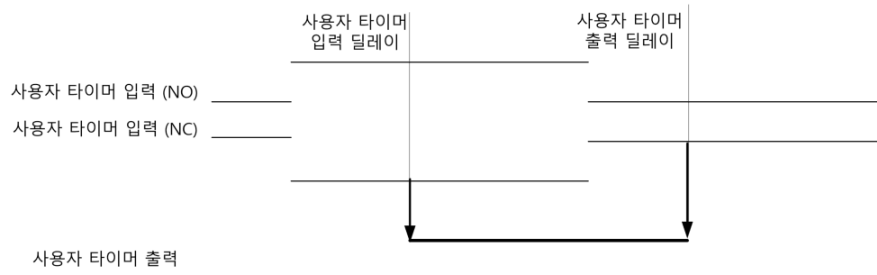 사용자 타이머
입력 딜레이
사용자 타이머
출력 딜레이
사용자 타이머 입력 (NO)
사용자 타이머 입력 (NC)
사용자 타이머 출력